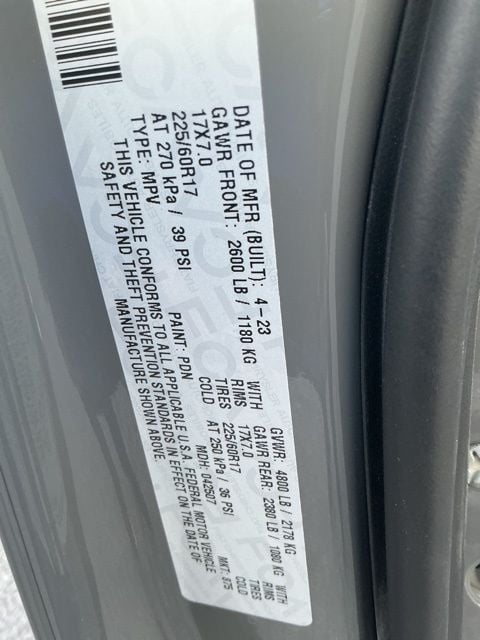 DATE OF MFR (BUILT): 4-23 GVWR: 4800 LB / 2178 KG
GAWR FRONT: 2600 LB / 1180 KG WITH GAWR REAR: 2380 LB / 1080 KG WITH
17X7.0 RIMS 17X7.0 RIMS
225/60R17 TIRES 225/60R17 TIRES
AT 270 kPa / 39 PSI COLD AT 250 kPa / 36 PSI COLD
TYPE: MPV PAINT: PDN MDH: 042507 MKT: 875
THIS VEHICLE CONFORMS TO ALL APPLICABLE U.S.A. FEDERAL MOTOR VEHICLE
SAFETY AND THEFT PREVENTION STANDARDS IN EFFECT ON THE DATE OF
MANUFACTURE SHOWN ABOVE.